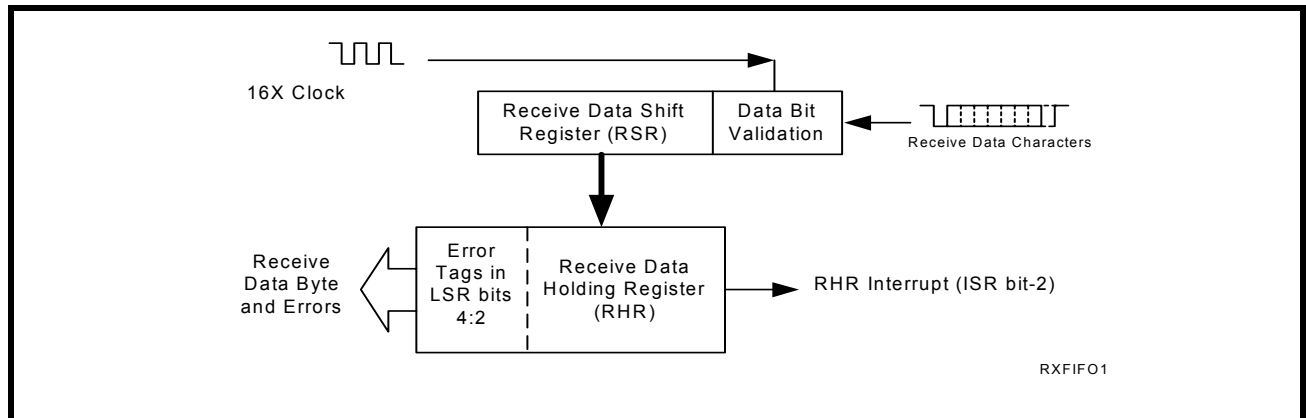 16X Clock
Receive Data Shift
Register (RSR)
Data Bit
Validation
Receive Data Characters
Receive
Data Byte
and Errors
Error
Tags in
LSR bits
4:2
Receive Data
Holding Register
(RHR)
RHR Interrupt (ISR bit-2)
RXFIFO1